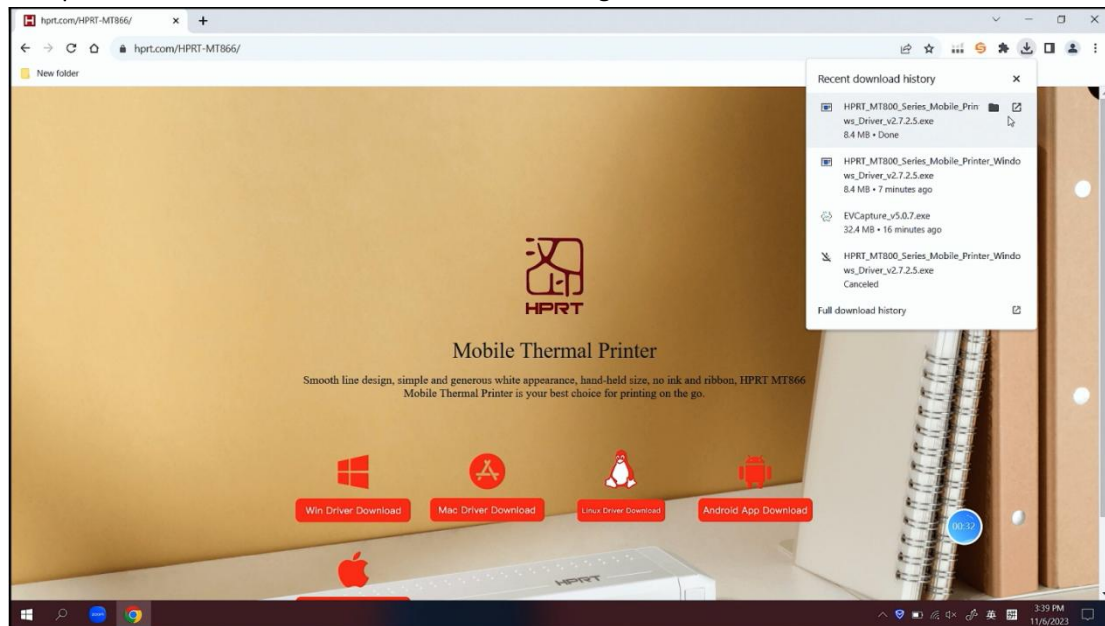 hprt.com/HPRT-MT866/
hprt.com/HPRT-MT866/
New folder
Recent download history
HPRT_MT800_Series_Mobile_Prin
ws_Driver_v2.7.2.5.exe
8.4 MB • Done
HPRT_MT800_Series_Mobile_Printer_Windo
ws_Driver_v2.7.2.5.exe
8.4 MB • 7 minutes ago
EVCapture_v5.0.7.exe
32.4 MB • 16 minutes ago
HPRT_MT800_Series_Mobile_Printer_Windo
ws_Driver_v2.7.2.5.exe
Canceled
Full download history
HPRT
Mobile Thermal Printer
Smooth line design, simple and generous white appearance, hand-held size, no ink and ribbon, HPRT MT866
Mobile Thermal Printer is your best choice for printing on the go.
Win Driver Download
Mac Driver Download
Linux Driver Download
Android App Download
00:32
HPRT
zoom
英
3:39 PM
11/6/2023